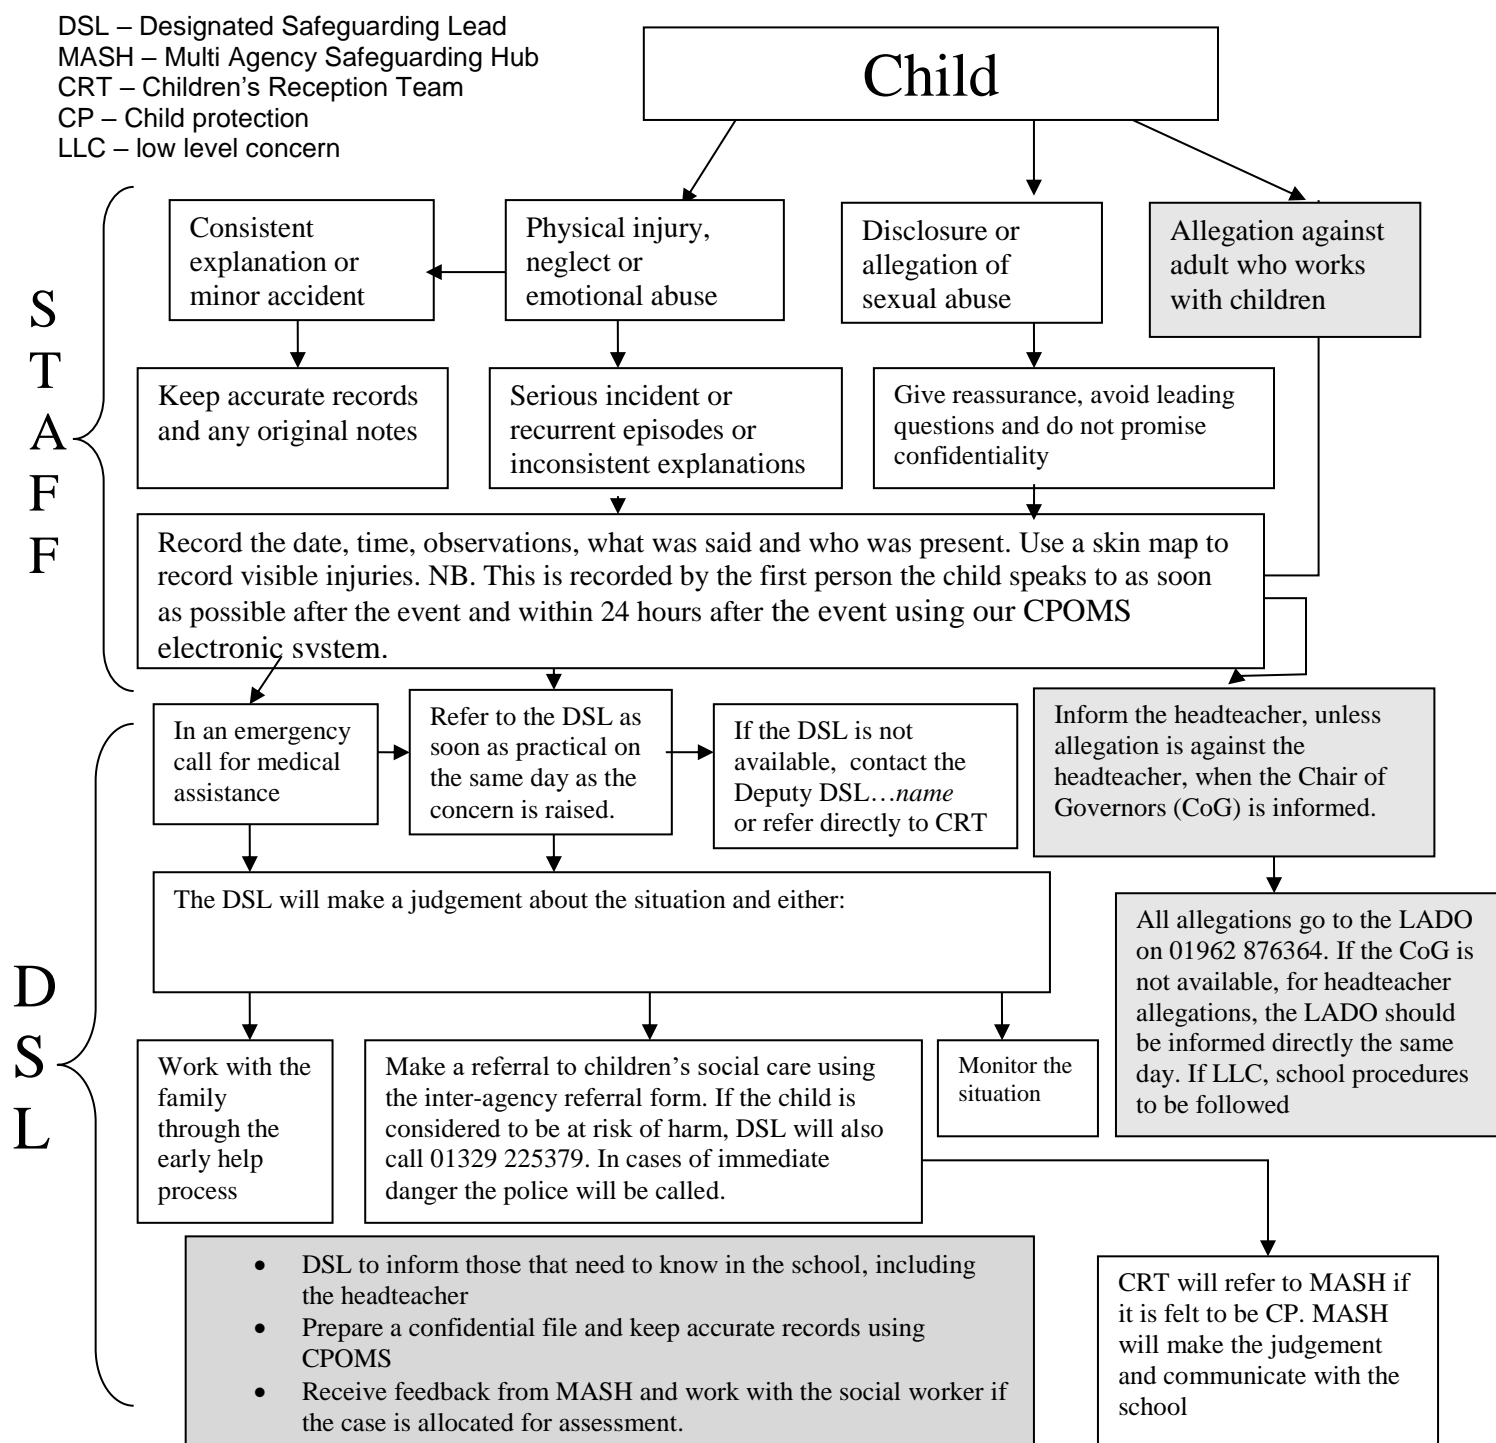 DSL – Designated Safeguarding Lead
MASH – Multi Agency Safeguarding Hub
CRT – Children's Reception Team
CP – Child protection
LLC – low level concern
Child
S
T
A
F
F
Consistent
explanation or
minor accident
Physical injury,
neglect or
emotional abuse
Disclosure or
allegation of
sexual abuse
Allegation against
adult who works
with children
Keep accurate records
and any original notes
Serious incident or
recurrent episodes or
inconsistent explanations
Give reassurance, avoid leading
questions and do not promise
confidentiality
Record the date, time, observations, what was said and who was present. Use a skin map to
record visible injuries. NB. This is recorded by the first person the child speaks to as soon
as possible after the event and within 24 hours after the event using our CPOMS
electronic system.
D
S
L
In an emergency
call for medical
assistance
Refer to the DSL as
soon as practical on
the same day as the
concern is raised.
If the DSL is not
available, contact the
Deputy DSL…name
or refer directly to CRT
Inform the headteacher, unless
allegation is against the
headteacher, when the Chair of
Governors (CoG) is informed.
The DSL will make a judgement about the situation and either:
All allegations go to the LADO
on 01962 876364. If the CoG is
not available, for headteacher
allegations, the LADO should
be informed directly the same
day. If LLC, school procedures
to be followed
Work with the
family
through the
early help
process
Make a referral to children's social care using
the inter-agency referral form. If the child is
considered to be at risk of harm, DSL will also
call 01329 225379. In cases of immediate
danger the police will be called.
Monitor the
situation
• DSL to inform those that need to know in the school, including
the headteacher
• Prepare a confidential file and keep accurate records using
CPOMS
• Receive feedback from MASH and work with the social worker if
the case is allocated for assessment.
CRT will refer to MASH if
it is felt to be CP. MASH
will make the judgement
and communicate with the
school